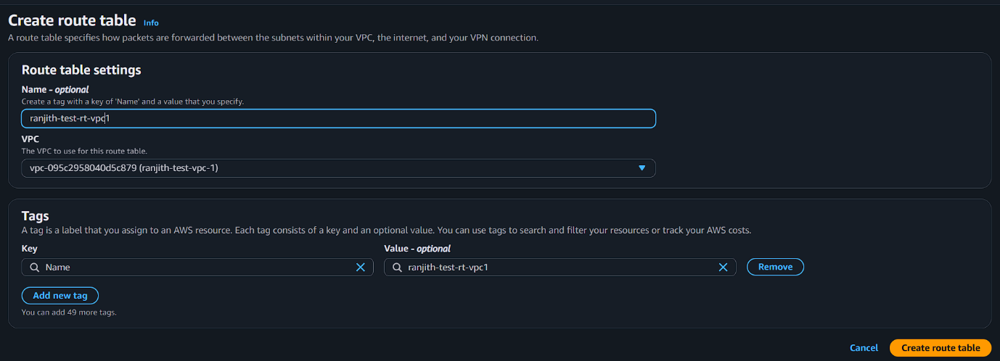 Create route table Info
A route table specifies how packets are forwarded between the subnets within your VPC, the internet, and your VPN connection.
Route table settings
Name - optional
Create a tag with a key of 'Name' and a value that you specify.
ranjith-test-rt-vpc1
VPC
The VPC to use for this route table.
vpc-095c2958040d5c879 (ranjith-test-vpc-1)
Tags
A tag is a label that you assign to an AWS resource. Each tag consists of a key and an optional value. You can use tags to search and filter your resources or track your AWS costs.
Key Value - optional
Name ranjith-test-rt-vpc1 Remove
Add new tag
You can add 49 more tags.
Cancel Create route table